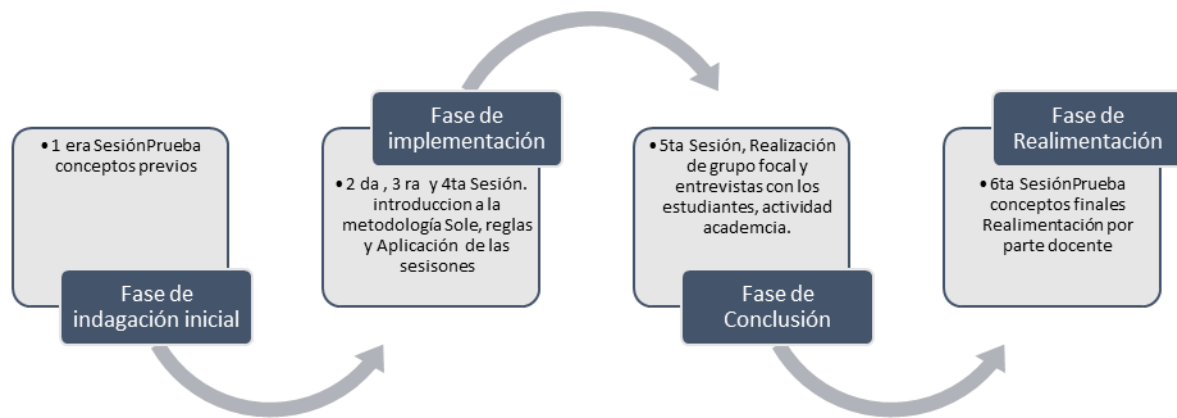 •1 era SesiónPrueba
conceptos previos
Fase de
indagación inicial
Fase de
implementación
•2 da , 3 ra y 4ta Sesión.
introduccion a la
metodología Sole, reglas
y Aplicación de las
sesisones
•5ta Sesión, Realización
de grupo focal y
entrevistas con los
estudiantes, actividad
academcia.
Fase de
Conclusión
Fase de
Realimentación
•6ta SesiónPrueba
conceptos finales
Realimentación por
parte docente